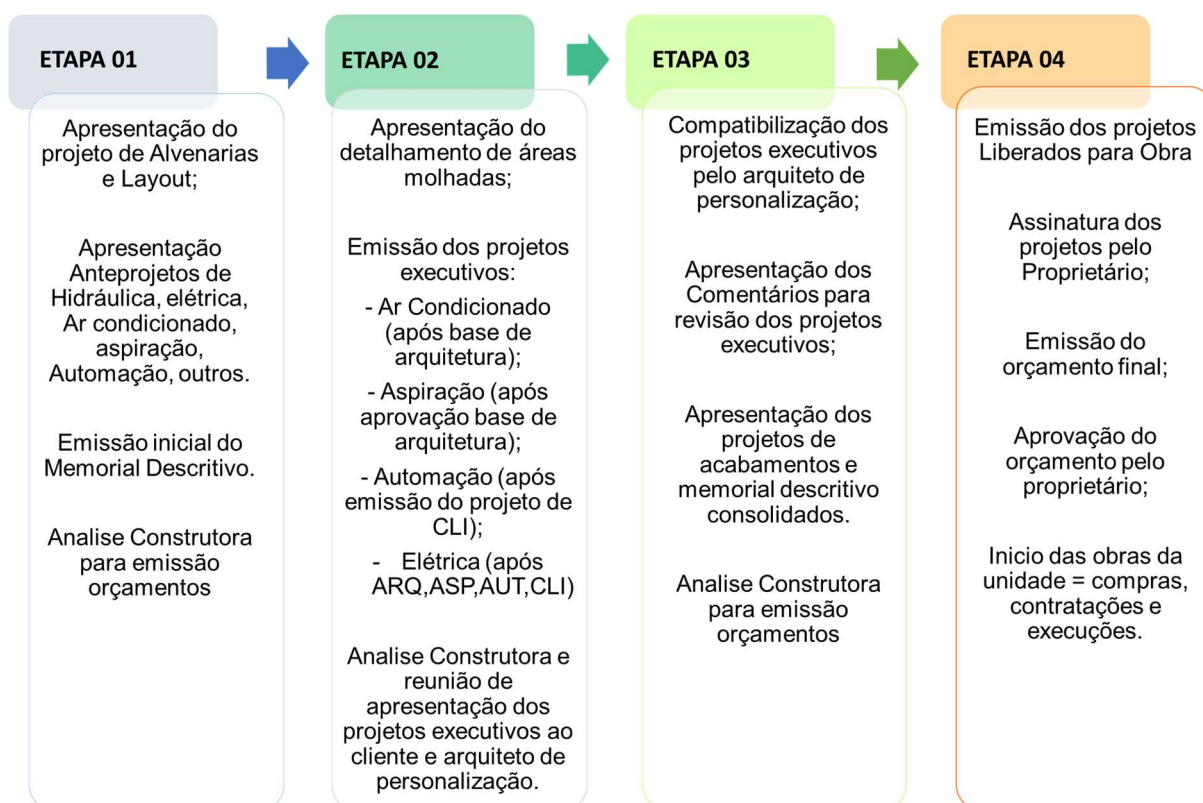 ETAPA 01
Apresentação do
projeto de Alvenarias
e Layout;
Apresentação
Anteprojetos de
Hidráulica, elétrica,
Ar condicionado,
aspiração,
Automação, outros.
Emissão inicial do
Memorial Descritivo.
Analise Construtora
para emissão
orçamentos
ETAPA 02
Apresentação do
detalhamento de áreas
molhadas;
Emissão dos projetos
executivos:
- Ar Condicionado
(após base de
arquitetura);
- Aspiração (após
aprovação base de
arquitetura);
- Automação (após
emissão do projeto de
CLI);
- Elétrica (após
ARQ,ASP,AUT,CLI)
Analise Construtora e
reunião de
apresentação dos
projetos executivos ao
cliente e arquiteto de
personalização.
ETAPA 03
Compatibilização dos
projetos executivos
pelo arquiteto de
personalização;
Apresentação dos
Comentários para
revisão dos projetos
executivos;
Apresentação dos
projetos de
acabamentos e
memorial descritivo
consolidados.
Analise Construtora
para emissão
orçamentos
ETAPA 04
Emissão dos projetos
Liberados para Obra
Assinatura dos
projetos pelo
Proprietário;
Emissão do
orçamento final;
Aprovação do
orçamento pelo
proprietário;
Inicio das obras da
unidade = compras,
contratações e
execuções.